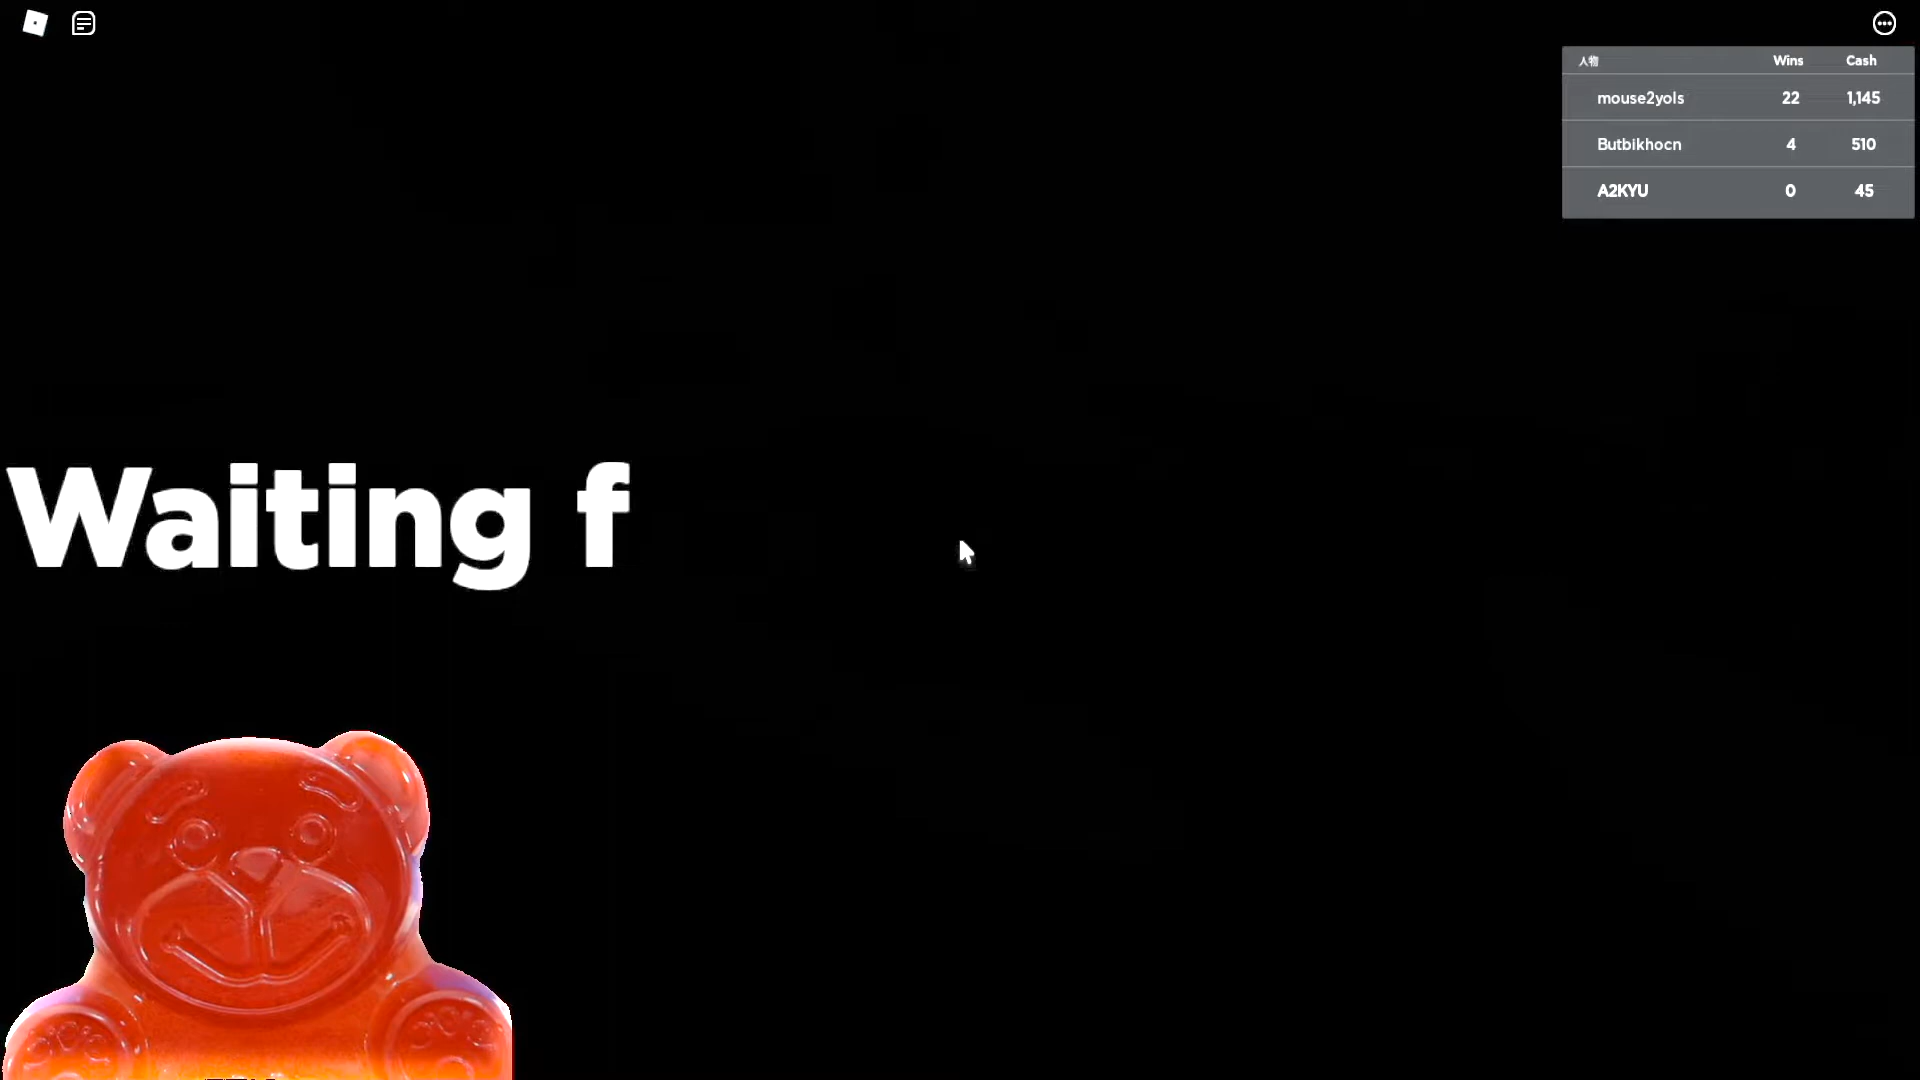 人物 Wins Cash
mouse2yols 22 1,145
Butbikhocn 4 510
A2KYU 0 45
Waiting f